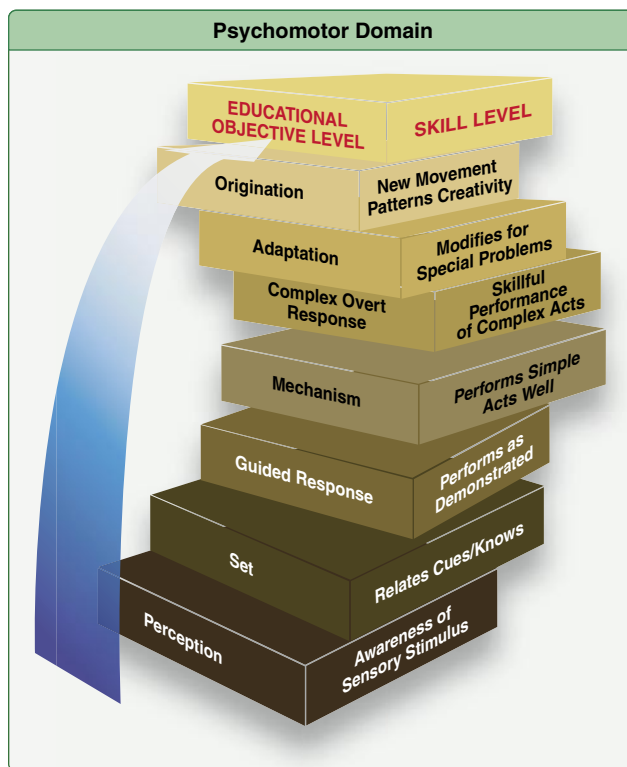 Psychomotor Domain
EDUCATIONAL
OBJECTIVE LEVEL
SKILL LEVEL
Origination
New Movement
Patterns Creativity
Adaptation
Modifies for
Special Problems
Complex Overt
Response
Skillful
Performance
of Complex Acts
Mechanism
Performs Simple
Acts Well
Guided Response
Performs as
Demonstrated
Set
Relates Cues/Knows
Perception
Awareness of
Sensory Stimulus